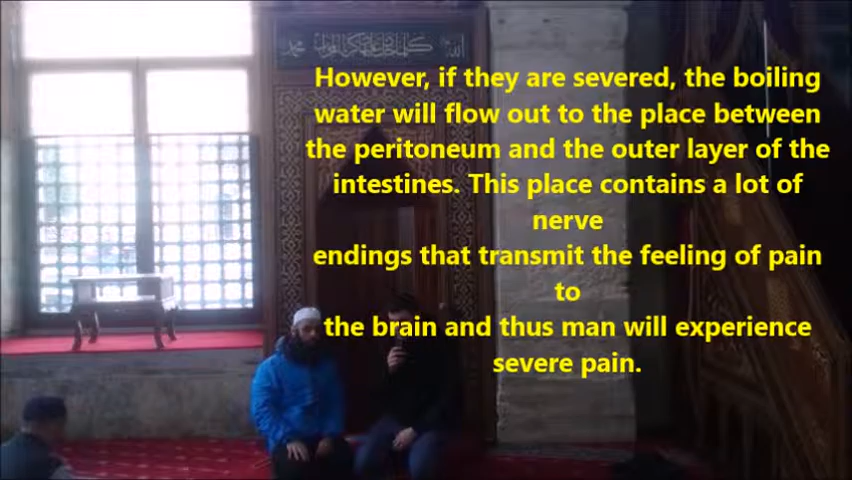 الله محمد
However, if they are severed, the boiling
water will flow out to the place between
the peritoneum and the outer layer of the
intestines. This place contains a lot of
nerve
endings that transmit the feeling of pain
to
the brain and thus man will experience
severe pain.